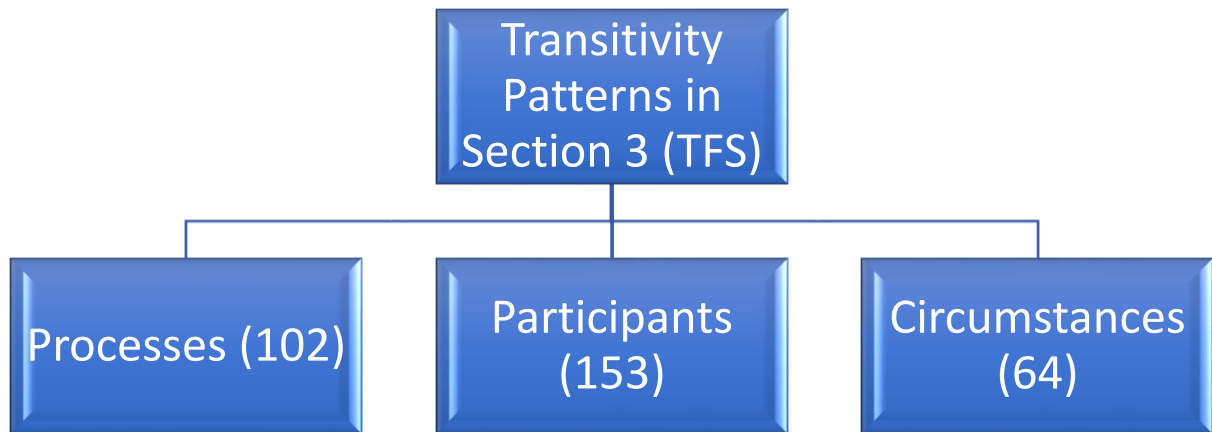 Transitivity
Patterns in
Section 3 (TFS)
Processes (102)
Participants
(153)
Circumstances
(64)